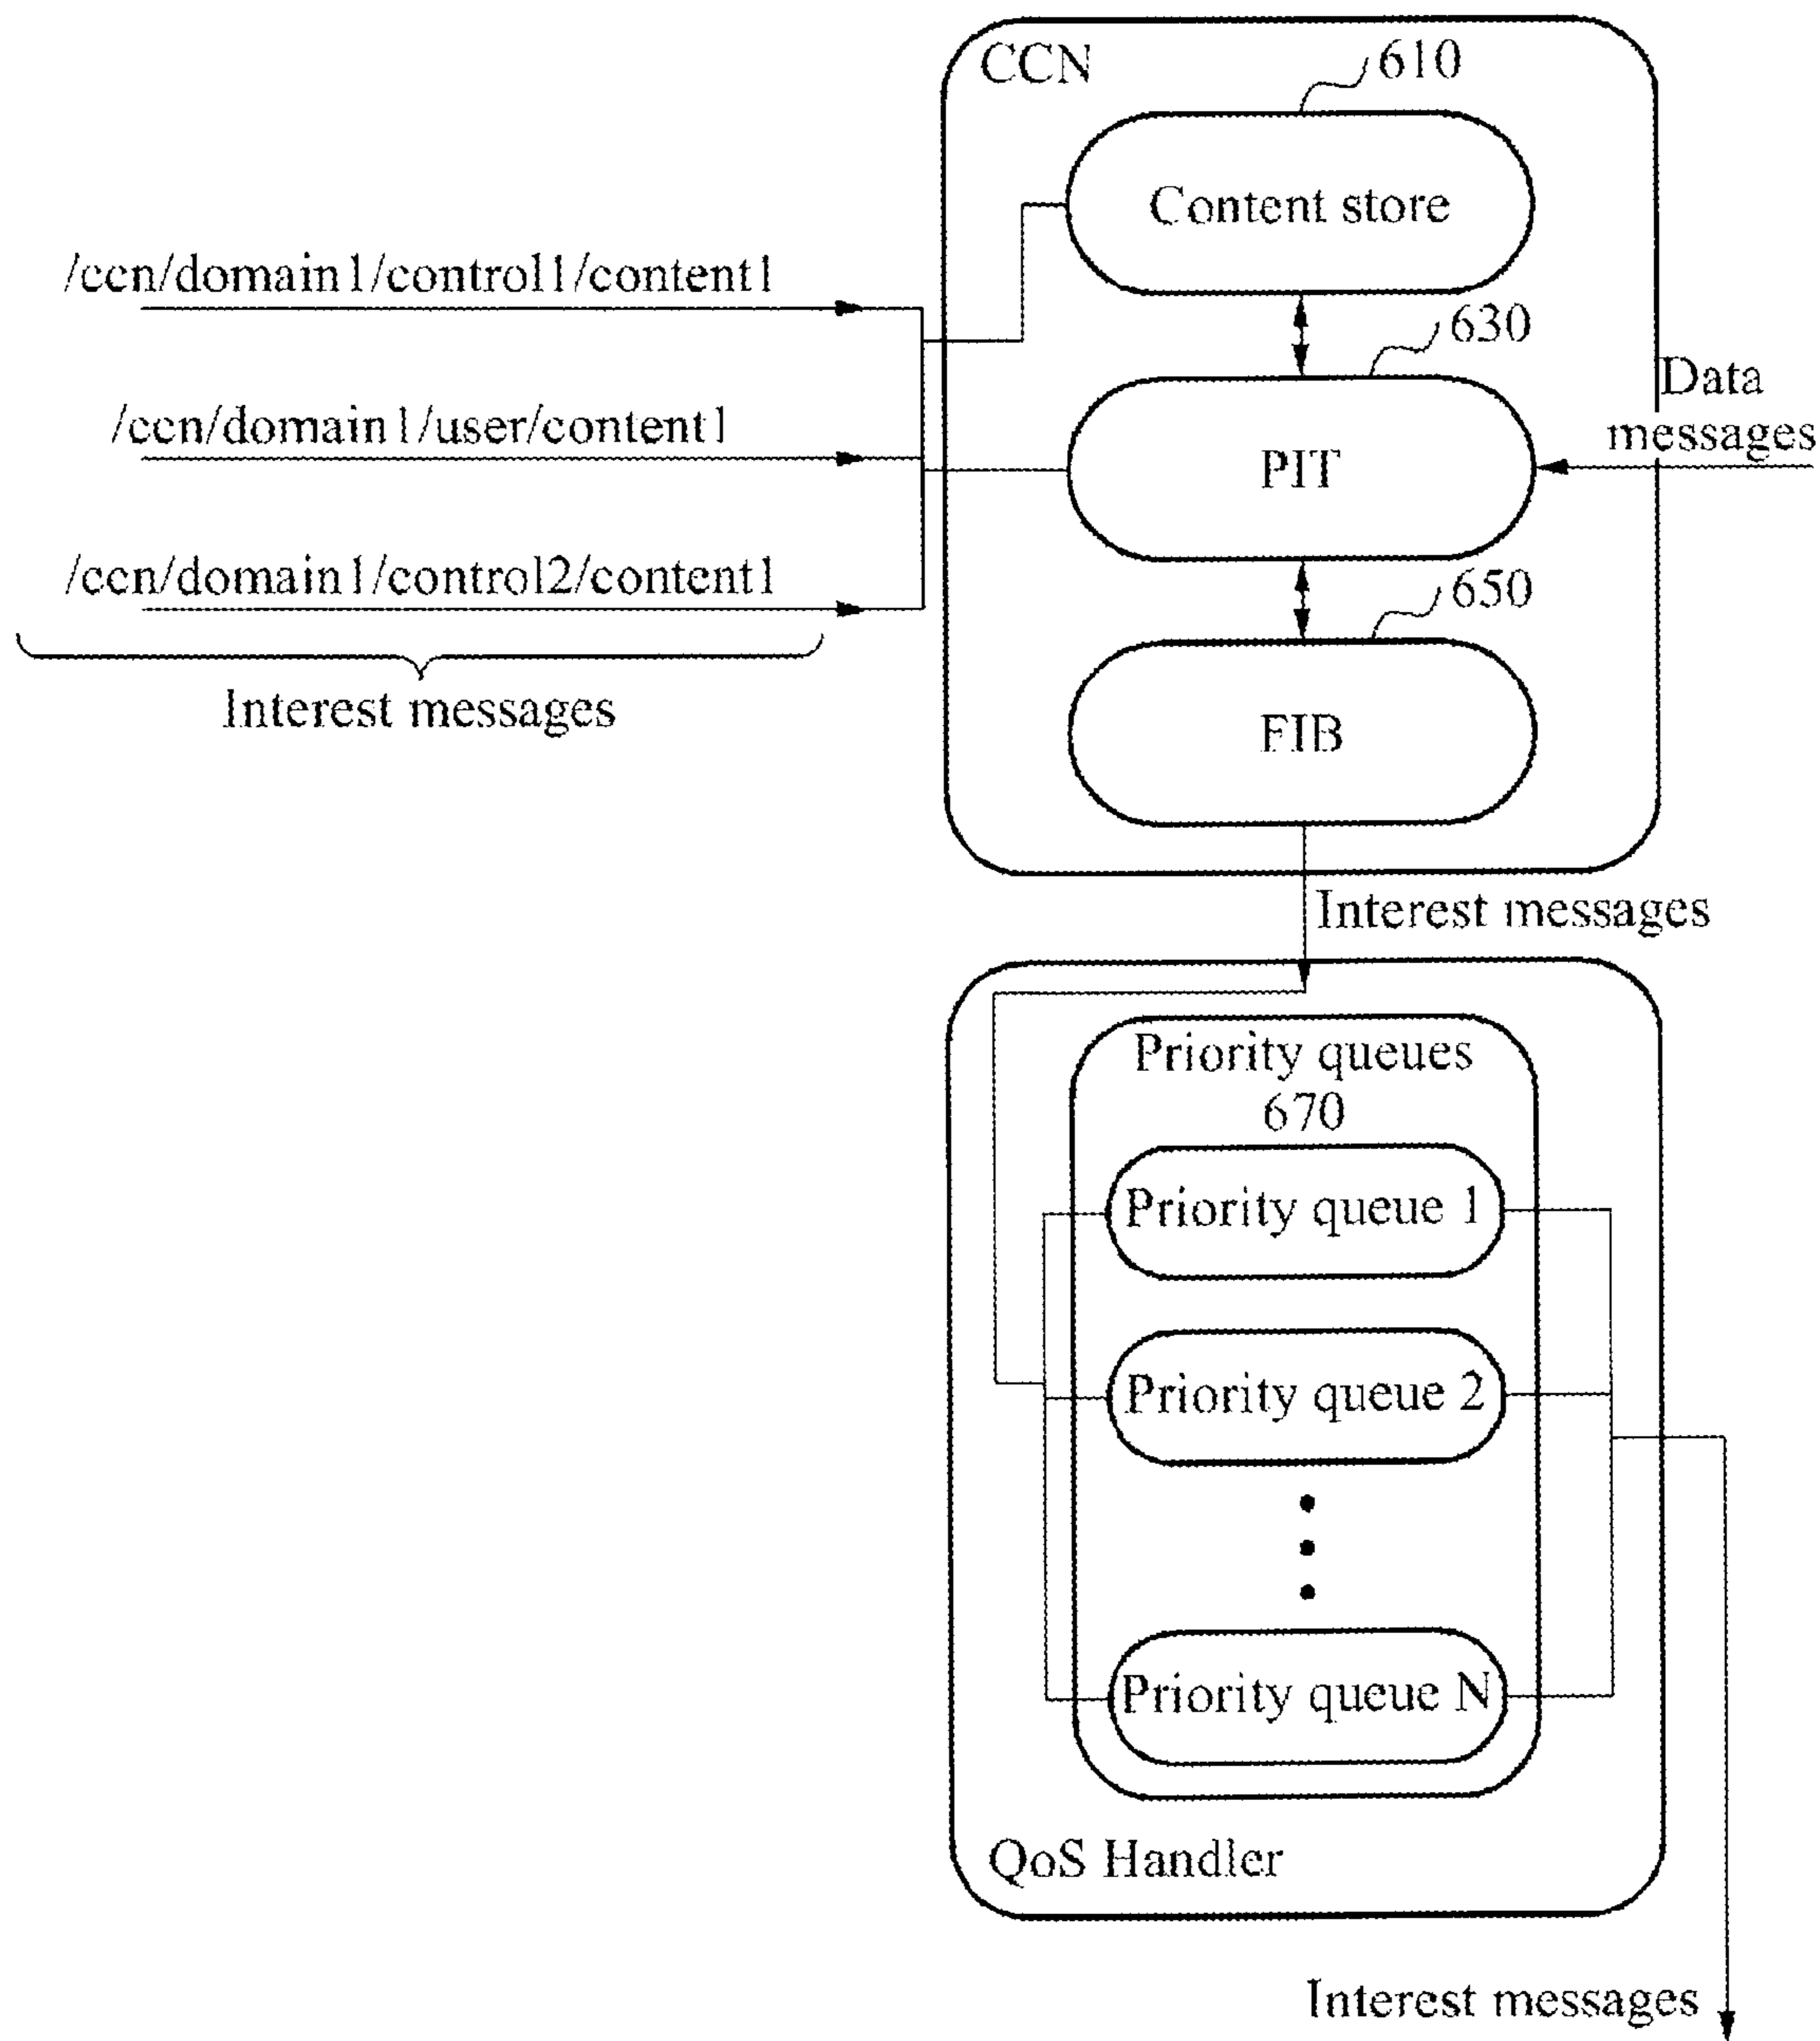 CCN
610
Content store
/ccn/domain1/control1/content1
630
Data
messages
/ccn/domain1/user/content1
PIT
/ccn/domain1/control2/content1
650
Interest messages
FIB
Interest messages
Priority queues
670
Priority queue 1
Priority queue 2
Priority queue N
QoS Handler
Interest messages